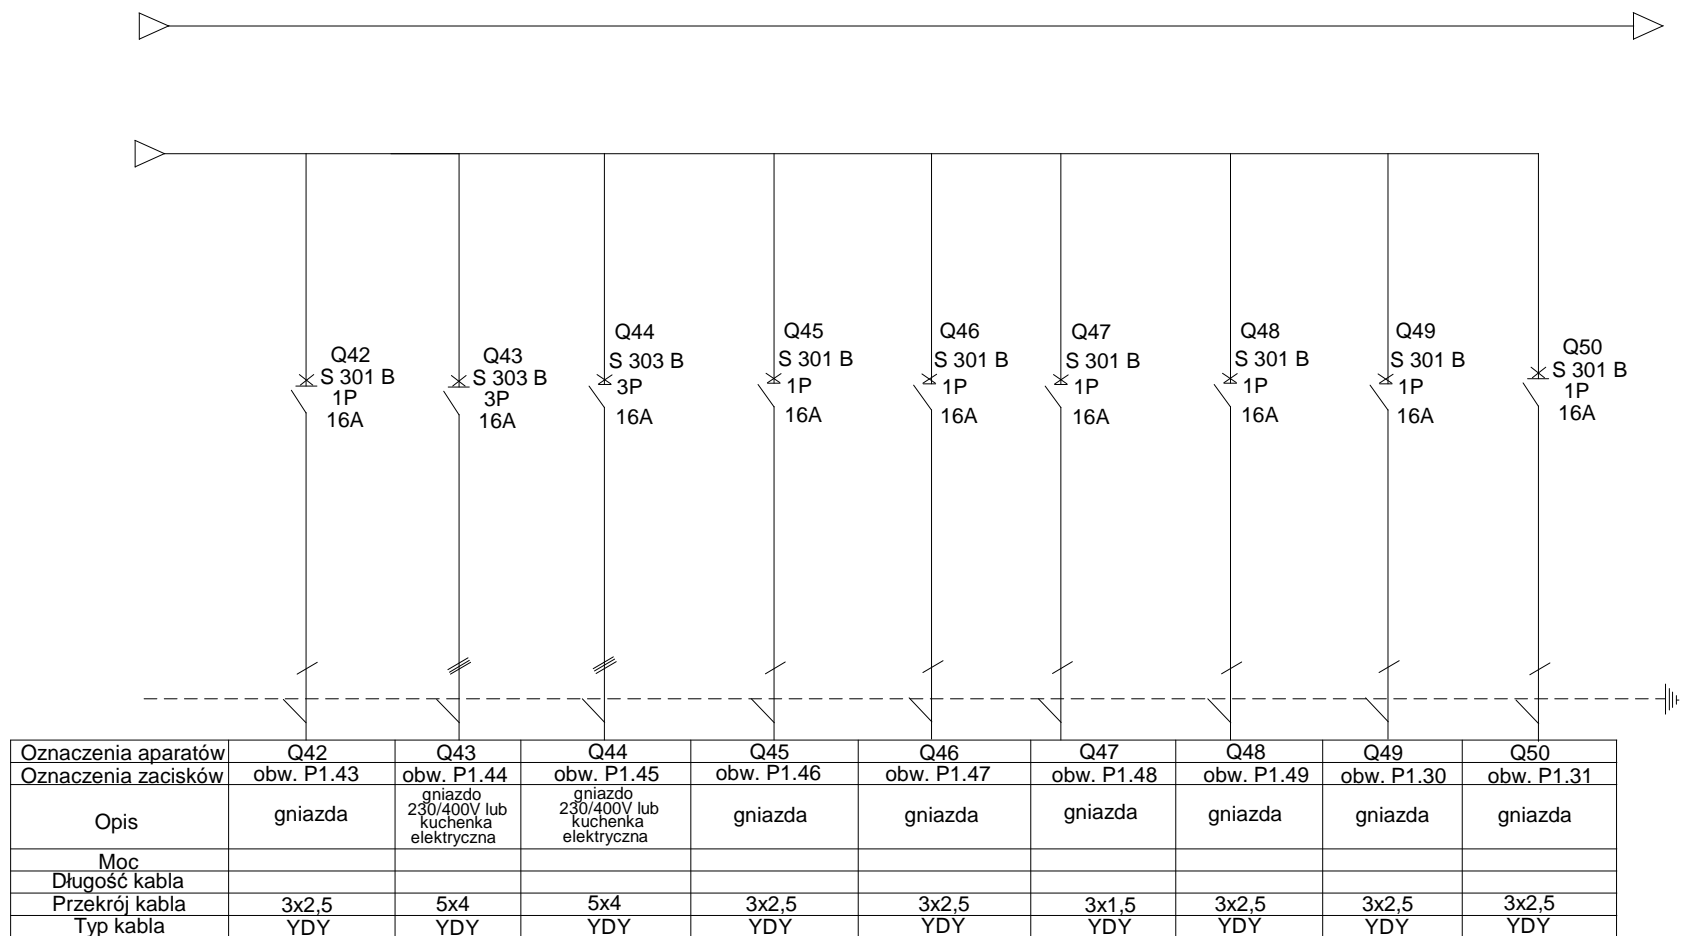 Q42
S 301 B
1P
16A
Q43
S 303 B
3P
16A
Q44
S 303 B
3P
16A
Q45
S 301 B
1P
16A
Q46
S 301 B
1P
16A
Q47
S 301 B
1P
16A
Q48
S 301 B
1P
16A
Q49
S 301 B
1P
16A
Q50
S 301 B
1P
16A
Oznaczenia aparatów Q42 Q43 Q44 Q45 Q46 Q47 Q48 Q49 Q50
Oznaczenia zacisków obw. P1.43 obw. P1.44 obw. P1.45 obw. P1.46 obw. P1.47 obw. P1.48 obw. P1.49 obw. P1.30 obw. P1.31
Opis
gniazda
gniazdo
230/400V lub
kuchenka
elektryczna
gniazdo
230/400V lub
kuchenka
elektryczna
gniazda
gniazda
gniazda
gniazda
gniazda
gniazda
Moc
Długość kabla
Przekrój kabla 3x2,5 5x4 5x4 3x2,5 3x2,5 3x1,5 3x2,5 3x2,5 3x2,5
Typ kabla YDY YDY YDY YDY YDY YDY YDY YDY YDY